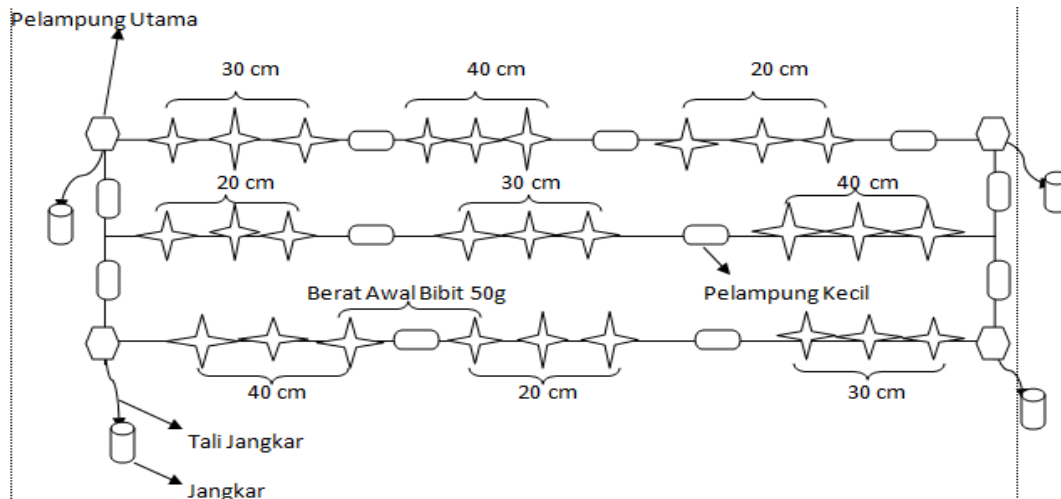 Pelampung Utama
30 cm
40 cm
20 cm
20 cm
30 cm
40 cm
Berat Awal Bibit 50g
Pelampung Kecil
40 cm
20 cm
30 cm
Tali Jangkar
Jangkar